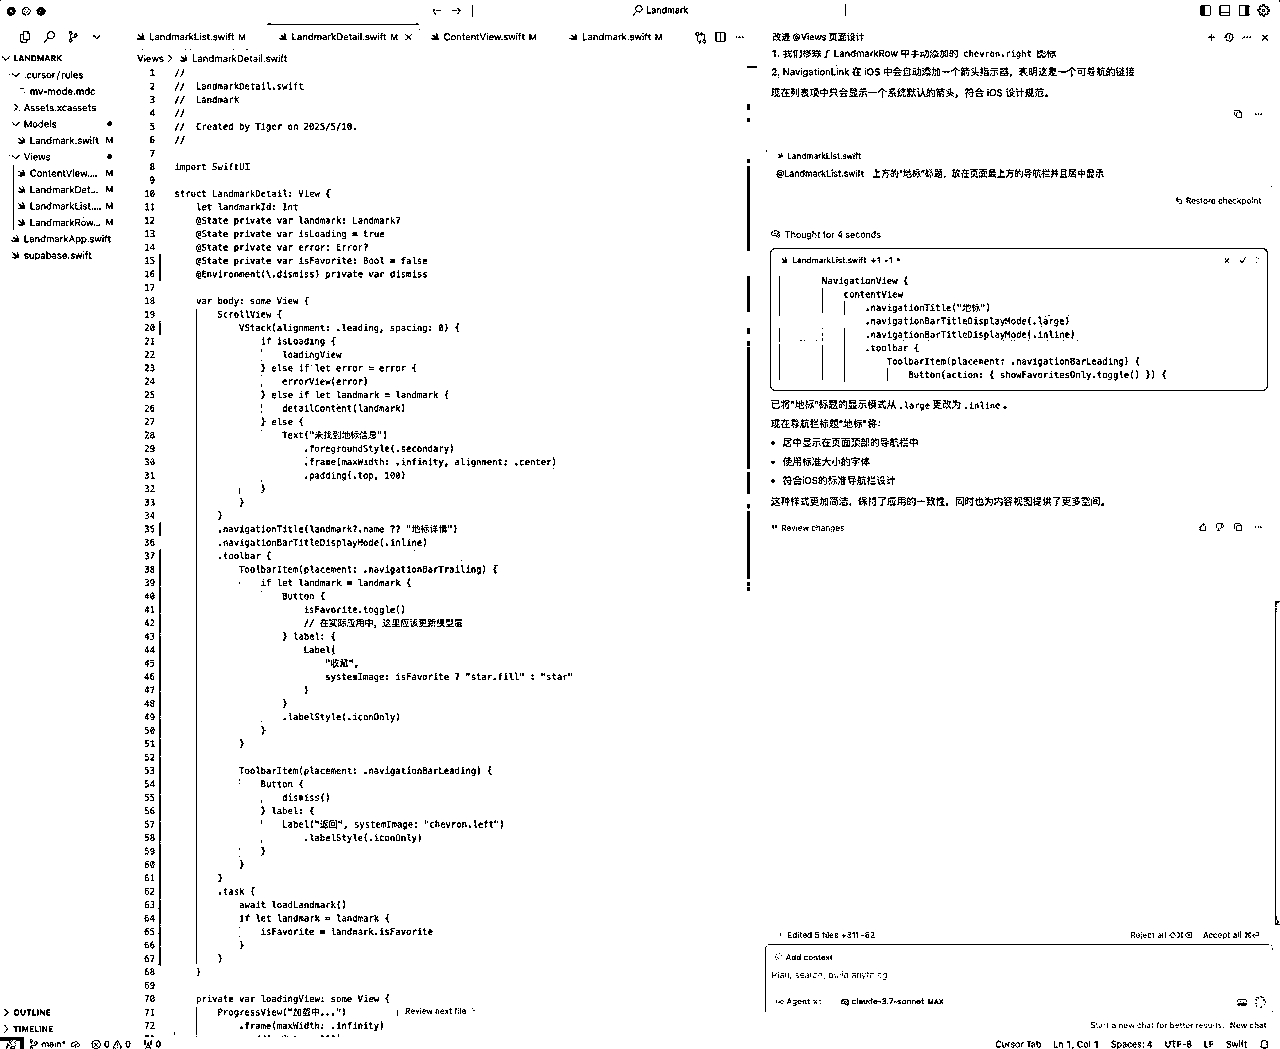 Landmark
LandmarkList.swift M
LandmarkDetail.swift M
ContentView.swift M
Landmark.swift M
LANDMARK
.cursor/rules
mv-mode.mdc
Assets.xcassets
Models
Landmark.swift M
Views
ContentView.... M
LandmarkDet... M
LandmarkList.... M
LandmarkRow... M
LandmarkApp.swift
supabase.swift
OUTLINE
TIMELINE
Views > LandmarkDetail.swift
1 //
2 // LandmarkDetail.swift
3 // Landmark
4 //
5 // Created by Tiger on 2025/5/10.
6 //
7
8 import SwiftUI
9
10 struct LandmarkDetail: View {
11 let landmarkId: Int
12 @State private var landmark: Landmark?
13 @State private var isLoading = true
14 @State private var error: Error?
15 @State private var isFavorite: Bool = false
16 @Environment(\.dismiss) private var dismiss
17
18 var body: some View {
19 ScrollView {
20 VStack(alignment: .leading, spacing: 0) {
21 if isLoading {
22 loadingView
23 } else if let error = error {
24 errorView(error)
25 } else if let landmark = landmark {
26 detailContent(landmark)
27 } else {
28 Text("未找到地标信息")
29 .foregroundStyle(.secondary)
30 .frame(maxWidth: .infinity, alignment: .center)
31 .padding(.top, 100)
32 }
33 }
34 }
35 .navigationTitle(landmark?.name ?? "地标详情")
36 .navigationBarTitleDisplayMode(.inline)
37 .toolbar {
38 ToolbarItem(placement: .navigationBarTrailing) {
39 if let landmark = landmark {
40 Button {
41 isFavorite.toggle()
42 // 在实际应用中，这里应该更新模型层
43 } label: {
44 Label(
45 "收藏",
46 systemImage: isFavorite ? "star.fill" : "star"
47 )
48 }
49 .labelStyle(.iconOnly)
50 }
51 }
52
53 ToolbarItem(placement: .navigationBarLeading) {
54 Button {
55 dismiss()
56 } label: {
57 Label("返回", systemImage: "chevron.left")
58 .labelStyle(.iconOnly)
59 }
60 }
61 }
62 .task {
63 await loadLandmark()
64 if let landmark = landmark {
65 isFavorite = landmark.isFavorite
66 }
67 }
68 }
69
70 private var loadingView: some View {
71 ProgressView("加载中...")
72 .frame(maxWidth: .infinity)
Review next file
改进 @Views 页面设计
1. 我们移除了 LandmarkRow 中手动添加的 chevron.right 图标
2. NavigationLink 在 iOS 中会自动添加一个箭头指示器，表明这是一个可导航的链接
现在列表项中只会显示一个系统默认的箭头，符合 iOS 设计规范。
LandmarkList.swift
@LandmarkList.swift 上方的"地标"标题，放在页面最上方的导航栏并且居中显示
Restore checkpoint
Thought for 4 seconds
LandmarkList.swift +1 -1
NavigationView {
contentView
.navigationTitle("地标")
.navigationBarTitleDisplayMode(.large)
.navigationBarTitleDisplayMode(.inline)
.toolbar {
ToolbarItem(placement: .navigationBarLeading) {
Button(action: { showFavoritesOnly.toggle() }) {
已将"地标"标题的显示模式从 .large 更改为 .inline 。
现在导航栏标题"地标"将：
• 居中显示在页面顶部的导航栏中
• 使用标准大小的字体
• 符合iOS的标准导航栏设计
这种样式更加简洁，保持了应用的一致性，同时也为内容视图提供了更多空间。
Review changes
Edited 5 files +311 -62
Reject all
Accept all
Add context
Plan, search, build anything
Agent
claude-3.7-sonnet MAX
Start a new chat for better results. New chat
main*
0 0
0
Cursor Tab
Ln 1, Col 1
Spaces: 4
UTF-8
LF
Swift